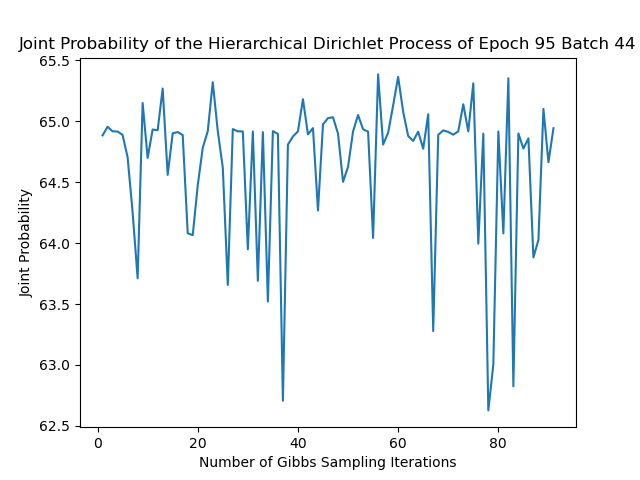 Joint Probability of the Hierarchical Dirichlet Process of Epoch 95 Batch 44
65.5
65.0
64.5
64.0
63.5
63.0
62.5
Joint Probability
0 20 40 60 80
Number of Gibbs Sampling Iterations